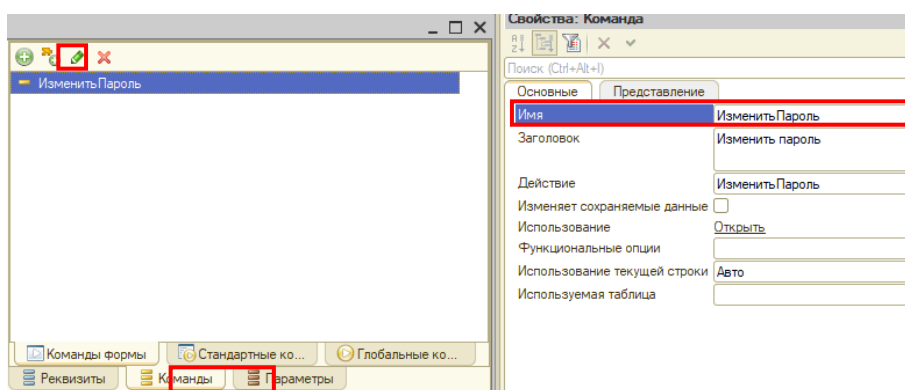 Свойства: Команда
Поиск (Ctrl+Alt+I)
Основные Представление
ИзменитьПароль
Имя ИзменитьПароль
Заголовок Изменить пароль
Действие ИзменитьПароль
Изменяет сохраняемые данные
Использование Открыть
Функциональные опции
Использование текущей строки Авто
Используемая таблица
Команды формы Стандартные ко... Глобальные ко...
Реквизиты Команды Параметры